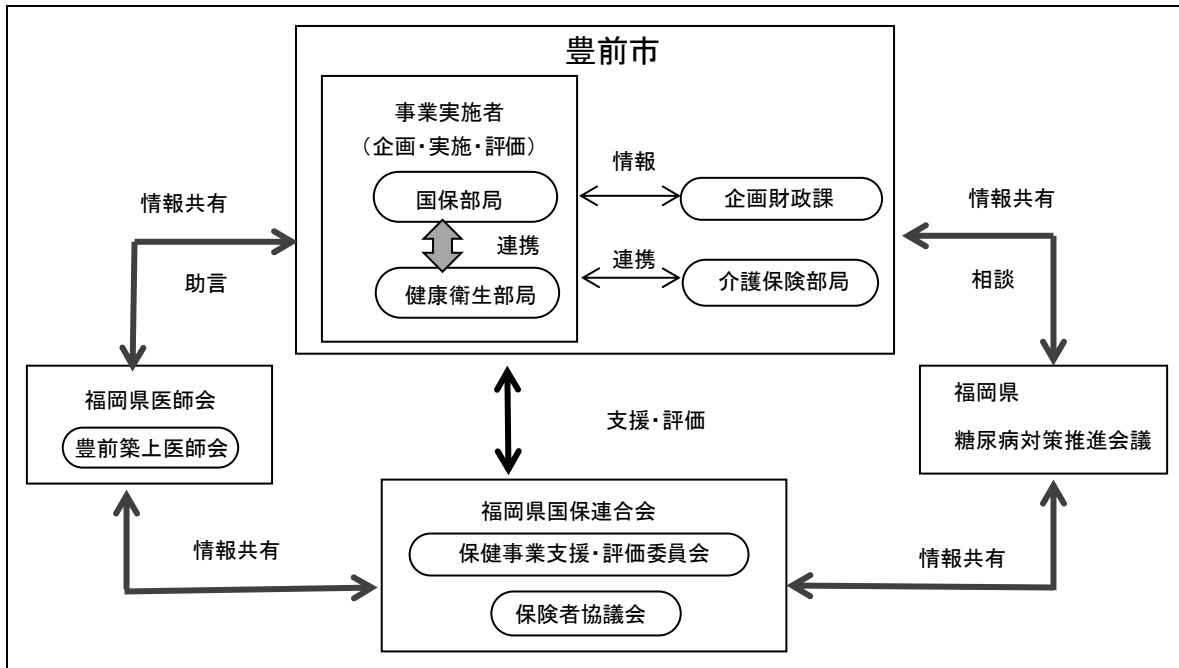 豊前市
事業実施者
（企画・実施・評価）
国保部局
連携
健康衛生部局
情報
企画財政課
連携
介護保険部局
情報共有
助言
情報共有
相談
福岡県医師会
豊前築上医師会
支援・評価
福岡県
糖尿病対策推進会議
福岡県国保連合会
保健事業支援・評価委員会
保険者協議会
情報共有
情報共有